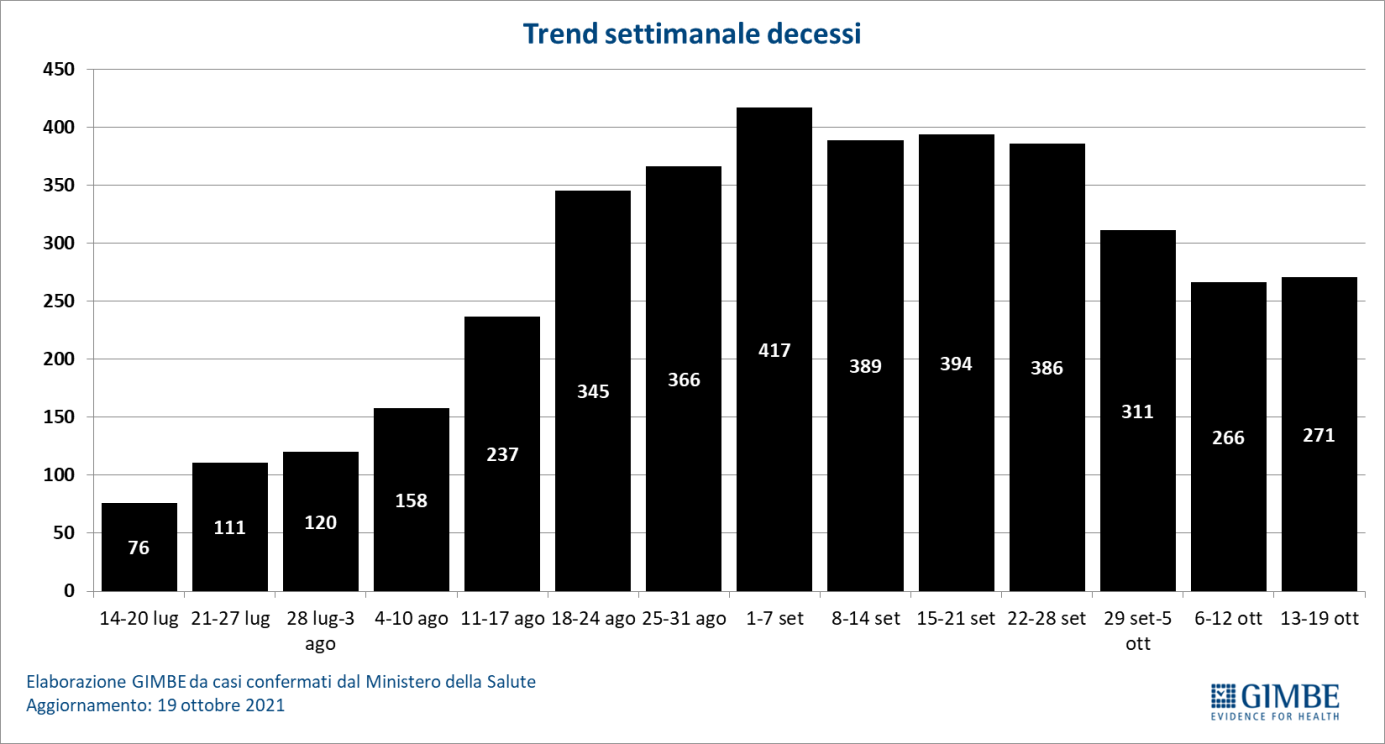 Trend settimanale decessi
450
400
350
300
250
200
150
100
50
0
76
111
120
158
237
345
366
417
389
394
386
311
266
271
14-20 lug
21-27 lug
28 lug-3
ago
4-10 ago
11-17 ago
18-24 ago
25-31 ago
1-7 set
8-14 set
15-21 set
22-28 set
29 set-5
ott
6-12 ott
13-19 ott
Elaborazione GIMBE da casi confermati dal Ministero della Salute
Aggiornamento: 19 ottobre 2021
GIMBE
EVIDENCE FOR HEALTH